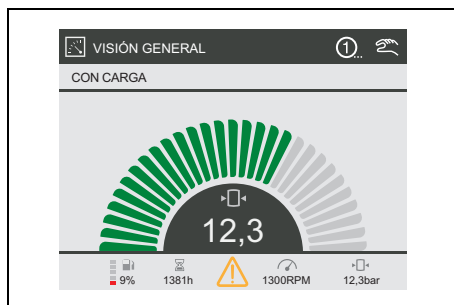 VISIÓN GENERAL 1...
CON CARGA
12,3
9% 1381h 1300RPM 12,3bar